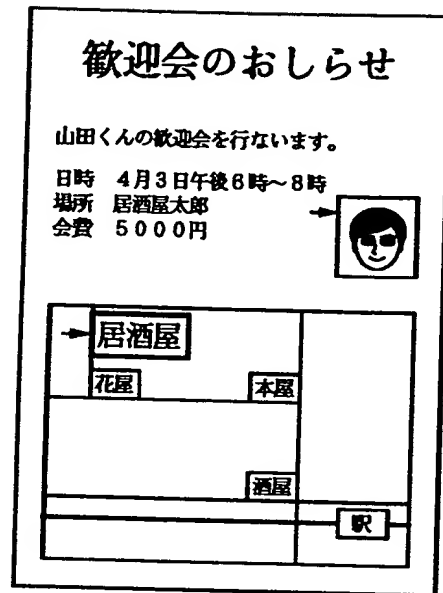 歓迎会のおしらせ
山田くんの歓迎会を行ないます。
日時　4月3日午後6時～8時
場所　居酒屋太郎
会費　5000円
居酒屋
花屋
本屋
酒屋
駅